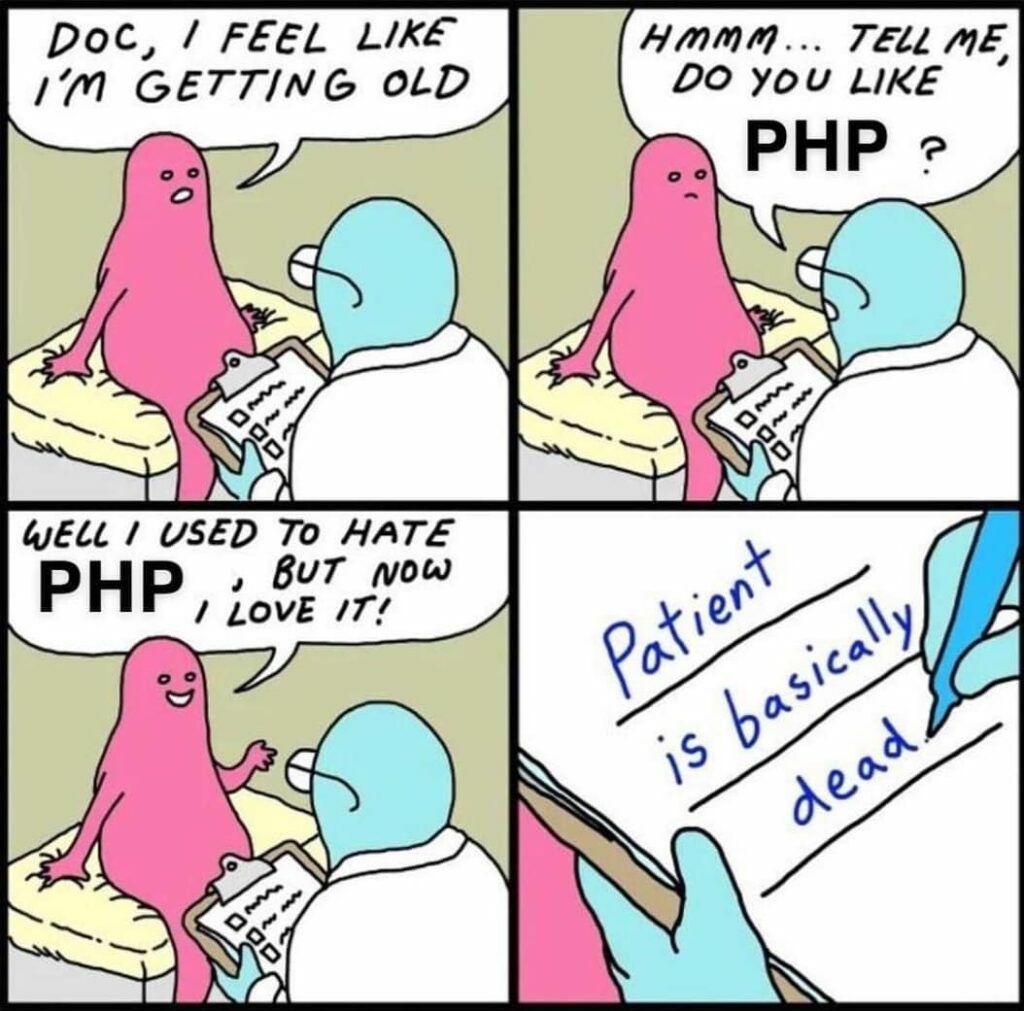 DOC, I FEEL LIKE
I'M GETTING OLD
HMMM... TELL ME,
DO YOU LIKE
PHP ?
WELL I USED TO HATE
PHP , BUT NOW
I LOVE IT!
Patient
is basically
dead.